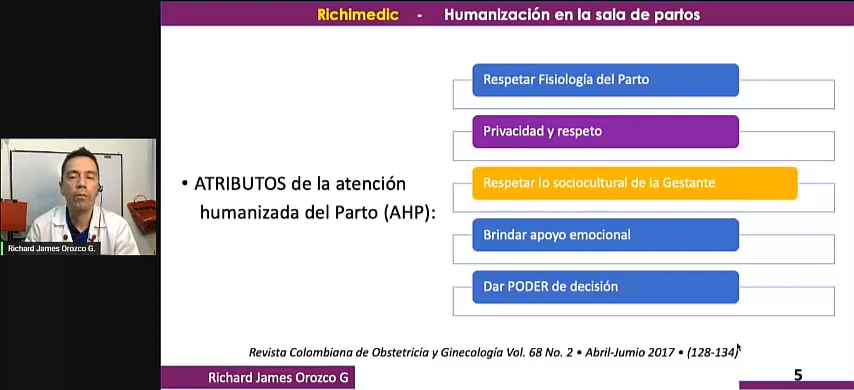 Richimedic - Humanización en la sala de partos
Respetar Fisiología del Parto
Privacidad y respeto
• ATRIBUTOS de la atención
humanizada del Parto (AHP):
Respetar lo sociocultural de la Gestante
Brindar apoyo emocional
Dar PODER de decisión
Richard James Orozco G.
Revista Colombiana de Obstetricia y Ginecología Vol. 68 No. 2 • Abril-Jumio 2017 • (128-134)
Richard James Orozco G
5